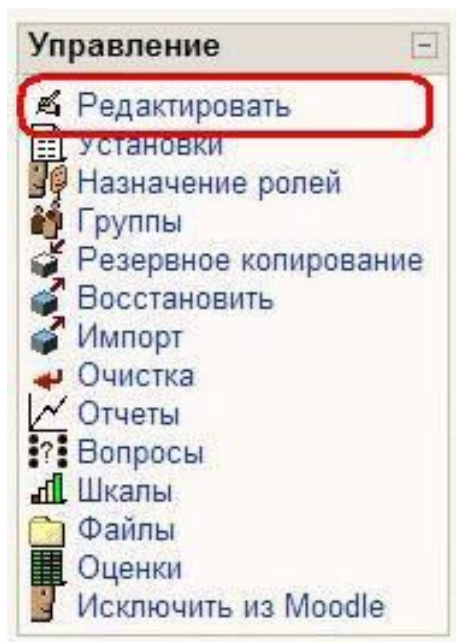 Управление
Редактировать
Установки
Назначение ролей
Группы
Резервное копирование
Восстановить
Импорт
Очистка
Отчеты
Вопросы
Шкалы
Файлы
Оценки
Исключить из Moodle